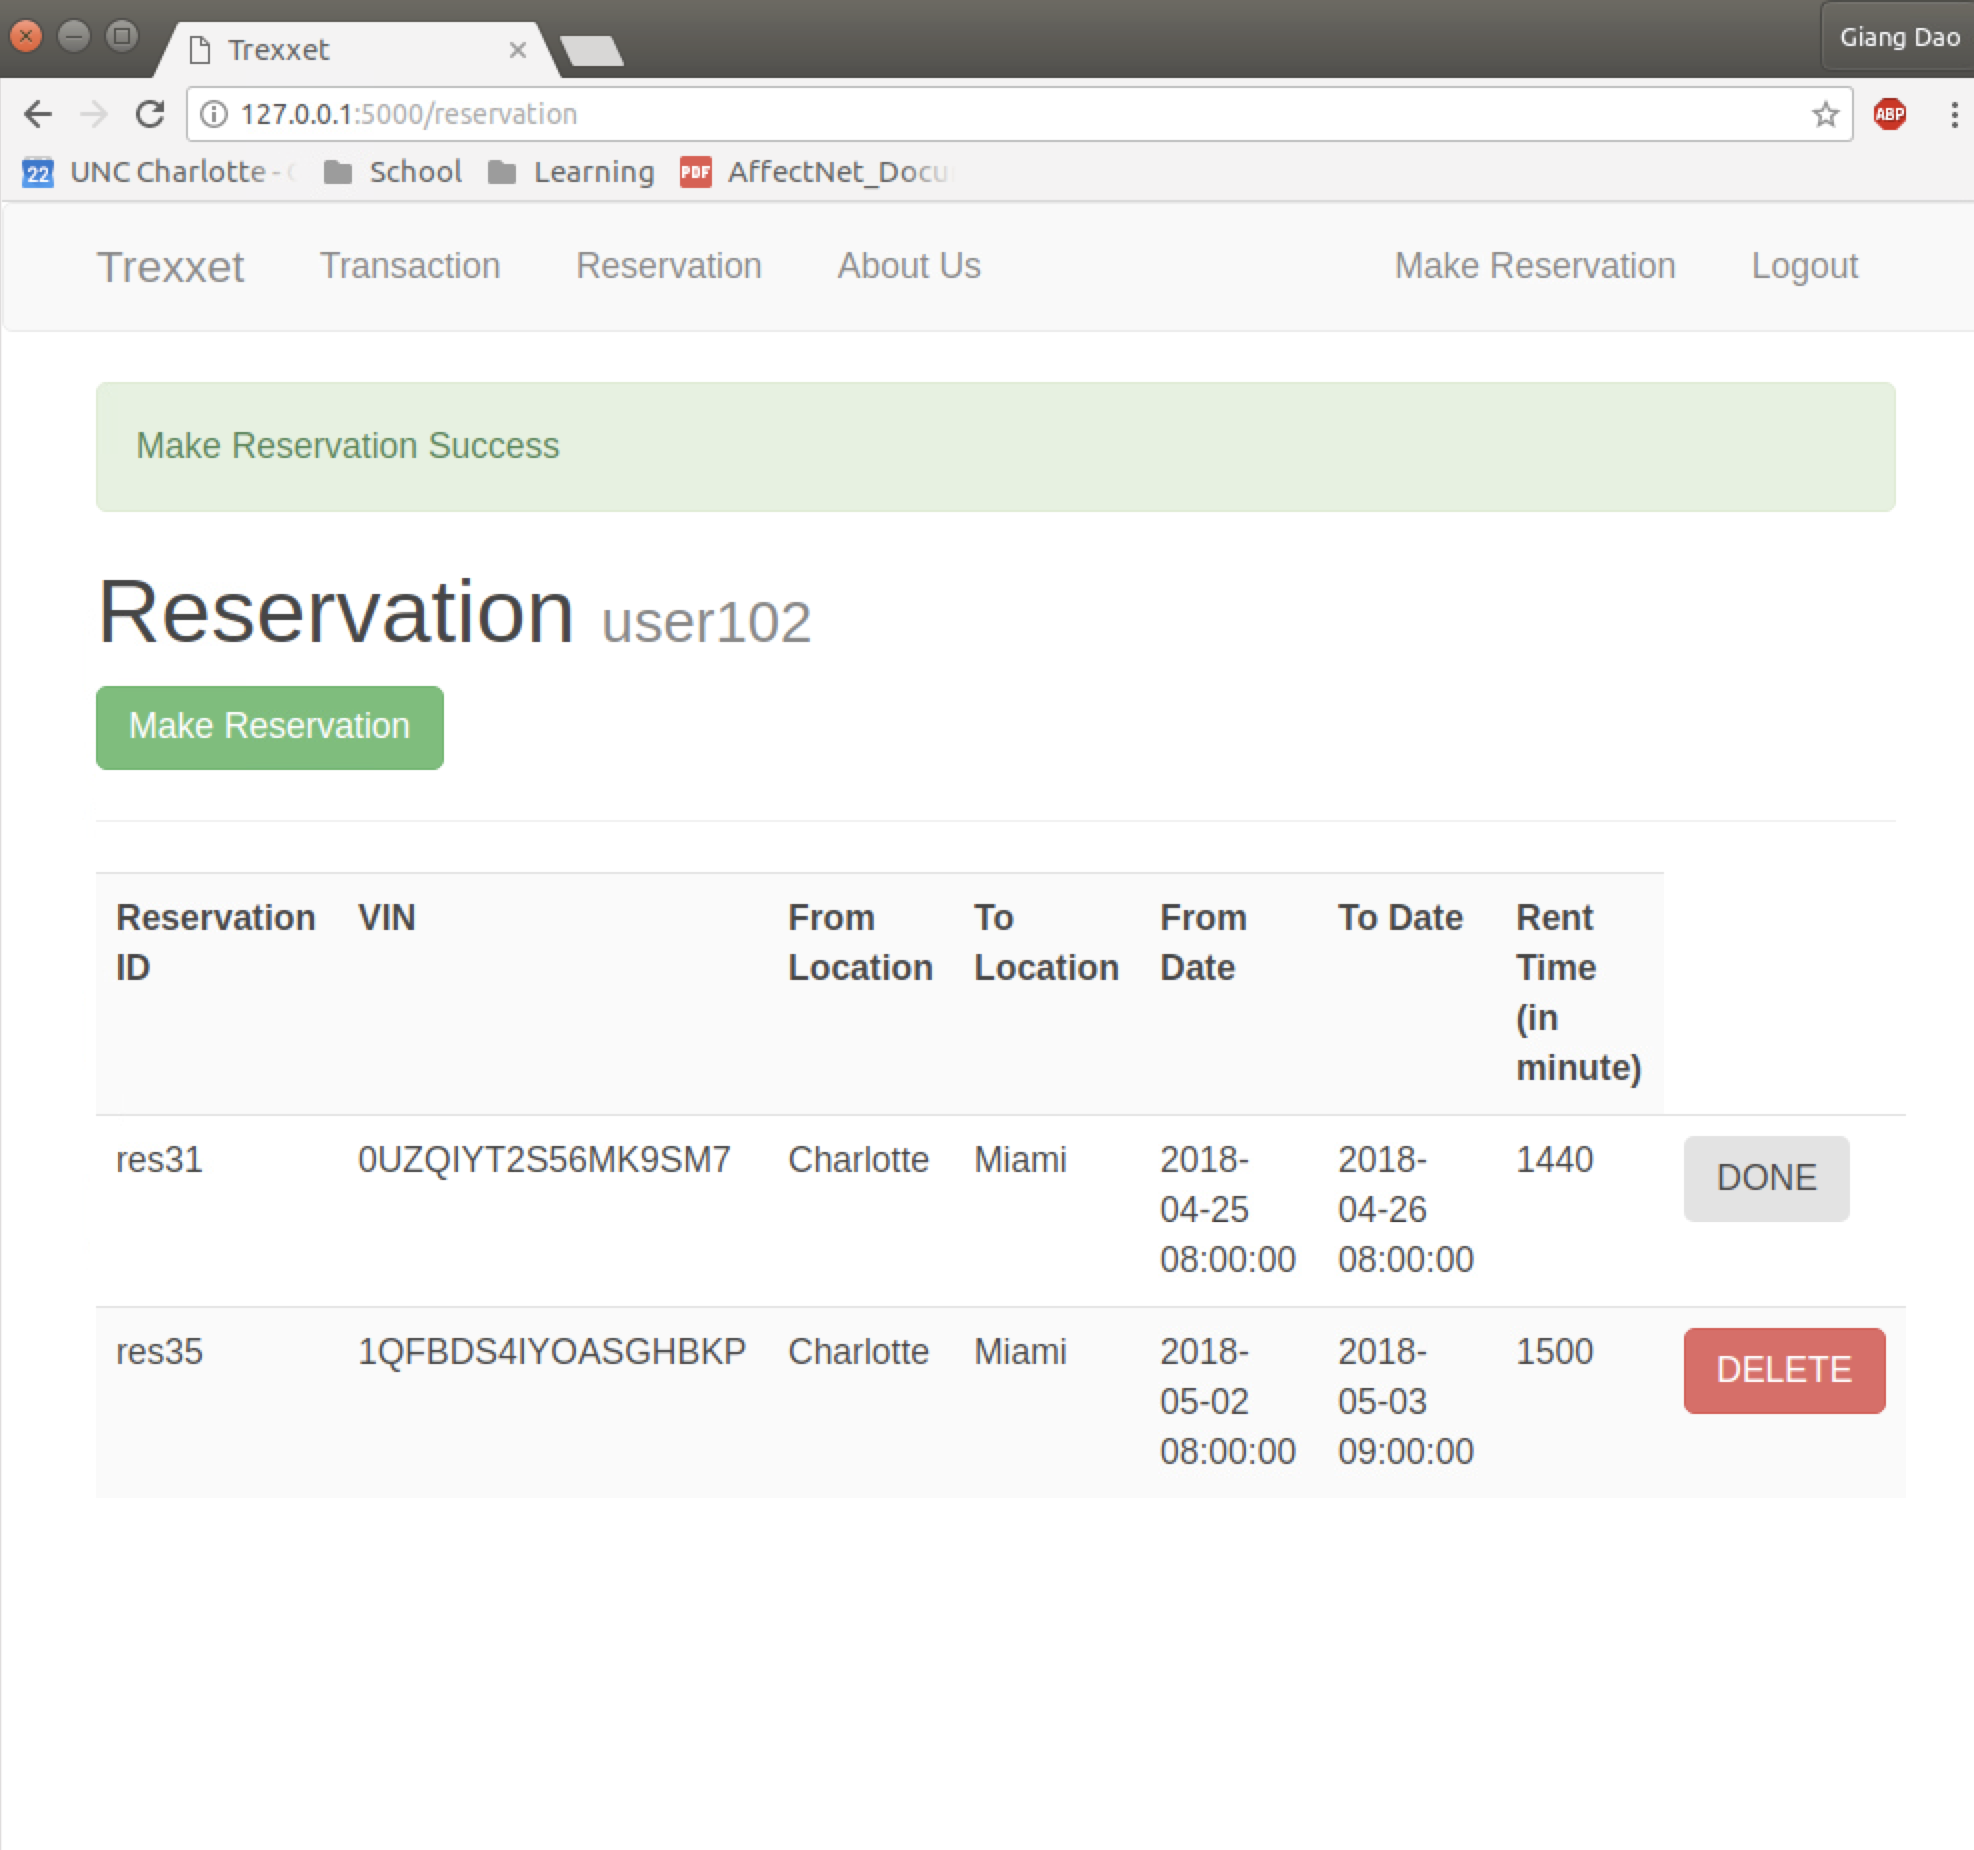 Trexxet
Giang Dao
127.0.0.1:5000/reservation
ABP
22 UNC Charlotte - School Learning PDF AffectNet_Docu
Trexxet Transaction Reservation About Us Make Reservation Logout
Make Reservation Success
Reservation user102
Make Reservation
Reservation VIN From To From To Date Rent
ID Location Location Date Time
(in
minute)
res31 0UZQIYT2S56MK9SM7 Charlotte Miami 2018- 2018- 1440 DONE
04-25 04-26
08:00:00 08:00:00
res35 1QFBDS4IYOASGHBKP Charlotte Miami 2018- 2018- 1500 DELETE
05-02 05-03
08:00:00 09:00:00